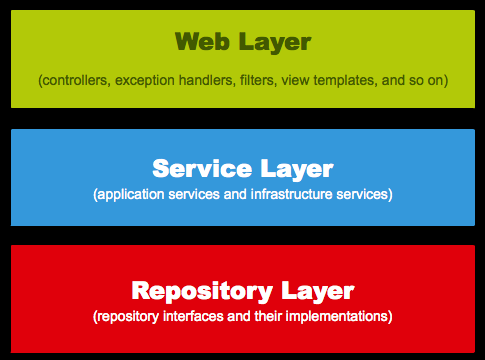 Web Layer
(controllers, exception handlers, filters, view templates, and so on)
Service Layer
(application services and infrastructure services)
Repository Layer
(repository interfaces and their implementations)